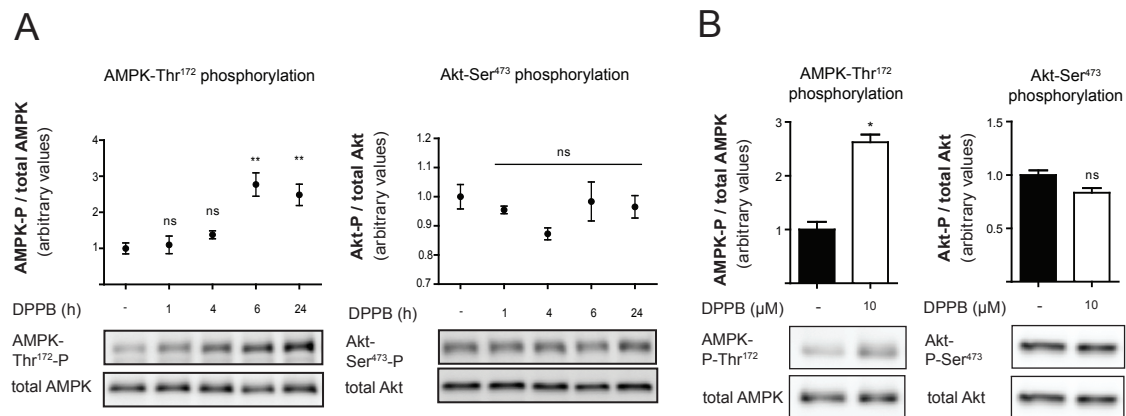 A
AMPK-Thr¹⁷² phosphorylation
AMPK-P / total AMPK
(arbitrary values)
4
3
2
1
ns
ns
**
**
DPPB (h)
- 1 4 6 24
AMPK-
Thr¹⁷²-P
total AMPK
Akt-Ser⁴⁷³ phosphorylation
Akt-P / total Akt
(arbitrary values)
1.2
1.1
1.0
0.9
0.8
0.7
ns
DPPB (h)
- 1 4 6 24
Akt-
Ser⁴⁷³-P
total Akt
B
AMPK-Thr¹⁷²
phosphorylation
AMPK-P / total AMPK
(arbitrary values)
3
2
1
*
DPPB (µM)
- 10
AMPK-
P-Thr¹⁷²
total AMPK
Akt-Ser⁴⁷³
phosphorylation
Akt-P / total Akt
(arbitrary values)
1.5
1.0
0.5
ns
DPPB (µM)
- 10
Akt-
P-Ser⁴⁷³
total Akt